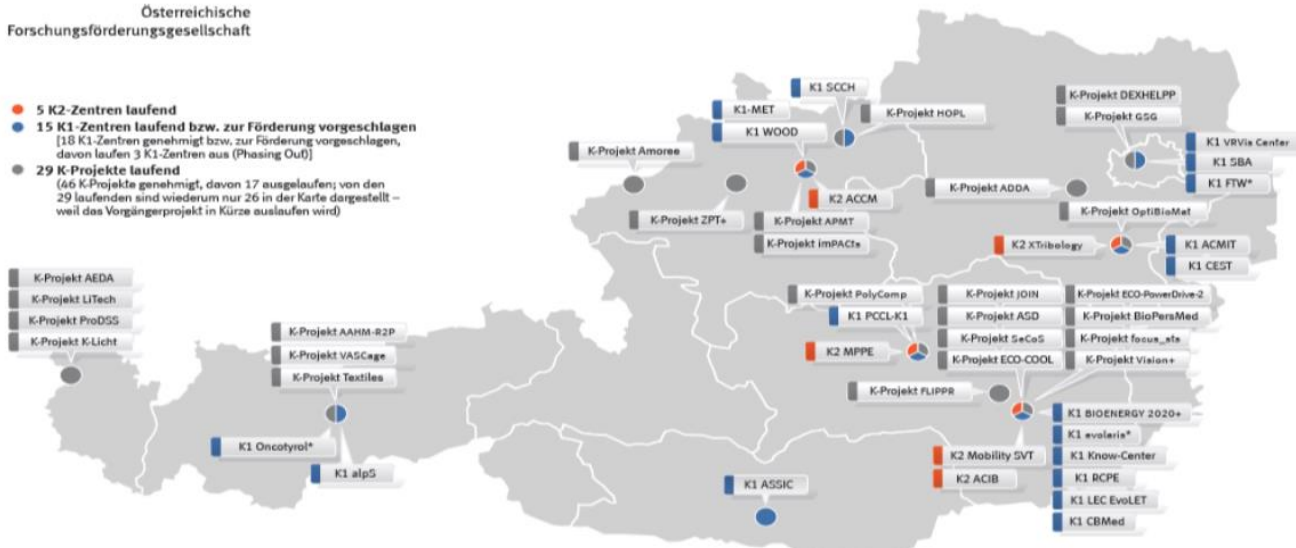 Österreichische
Forschungsförderungsgesellschaft
5 K2-Zentren laufend
15 K1-Zentren laufend bzw. zur Förderung vorgeschlagen
[18 K1-Zentren genehmigt bzw. zur Förderung vorgeschlagen,
davon laufen 3 K1-Zentren aus (Phasing Out)]
29 K-Projekte laufend
(46 K-Projekte genehmigt, davon 17 ausgelaufen; von den
29 laufenden sind wiederum nur 26 in der Karte dargestellt –
weil das Vorgängerprojekt in Kürze auslaufen wird)
K-Projekt AEDA
K-Projekt LiTech
K-Projekt ProDSS
K-Projekt K-Licht
K-Projekt AAHM-R2P
K-Projekt VASCage
K-Projekt Textiles
K1 Oncotyrol*
K1 alpS
K-Projekt Amoree
K-Projekt ZPT+
K1 SCCH
K1-MET
K1 WOOD
K-Projekt HOPL
K2 ACCM
K-Projekt APMT
K-Projekt imPACts
K-Projekt DEXHELPP
K-Projekt GSG
K1 VRVis Center
K1 SBA
K1 FTW*
K-Projekt ADDA
K-Projekt OptiBioMat
K2 XTribology
K1 ACMIT
K1 CEST
K-Projekt PolyComp
K1 PCCL-K1
K2 MPPE
K-Projekt JOIN
K-Projekt ASD
K-Projekt SeCoS
K-Projekt ECO-COOL
K-Projekt ECO-PowerDrive-2
K-Projekt BioPersMed
K-Projekt focus_sts
K-Projekt Vision+
K-Projekt FLIPPR
K2 Mobility SVT
K2 ACIB
K1 BIOENERGY 2020+
K1 evolaris*
K1 Know-Center
K1 RCPE
K1 LEC EvoLET
K1 CBMed
K1 ASSIC